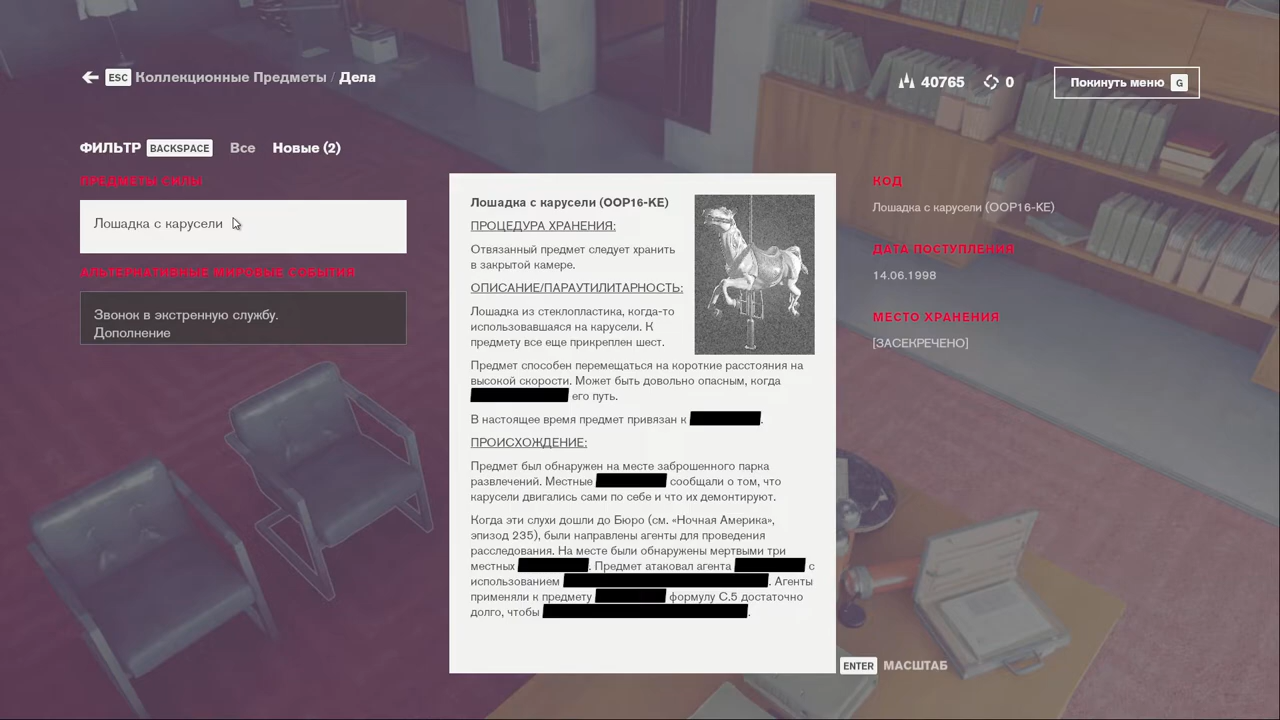 ESC Коллекционные Предметы / Дела
40765 0 Покинуть меню G
ФИЛЬТР BACKSPACE Все Новые (2)
ПРЕДМЕТЫ СИЛЫ
Лошадка с карусели
АЛЬТЕРНАТИВНЫЕ МИРОВЫЕ СОБЫТИЯ
Звонок в экстренную службу.
Дополнение
Лошадка с карусели (OOP16-KE)
ПРОЦЕДУРА ХРАНЕНИЯ:
Отвязанный предмет следует хранить
в закрытой камере.
ОПИСАНИЕ/ПАРАУТИЛИТАРНОСТЬ:
Лошадка из стеклопластика, когда-то
использовавшаяся на карусели. К
предмету все еще прикреплен шест.
Предмет способен перемещаться на короткие расстояния на
высокой скорости. Может быть довольно опасным, когда
его путь.
В настоящее время предмет привязан к .
ПРОИСХОЖДЕНИЕ:
Предмет был обнаружен на месте заброшенного парка
развлечений. Местные сообщали о том, что
карусели двигались сами по себе и что их демонтируют.
Когда эти слухи дошли до Бюро (см. «Ночная Америка»,
эпизод 235), были направлены агенты для проведения
расследования. На месте были обнаружены мертвыми три
местных . Предмет атаковал агента с
использованием . Агенты
применяли к предмету формулу С.5 достаточно
долго, чтобы .
КОД
Лошадка с карусели (OOP16-KE)
ДАТА ПОСТУПЛЕНИЯ
14.06.1998
МЕСТО ХРАНЕНИЯ
[ЗАСЕКРЕЧЕНО]
ENTER МАСШТАБ